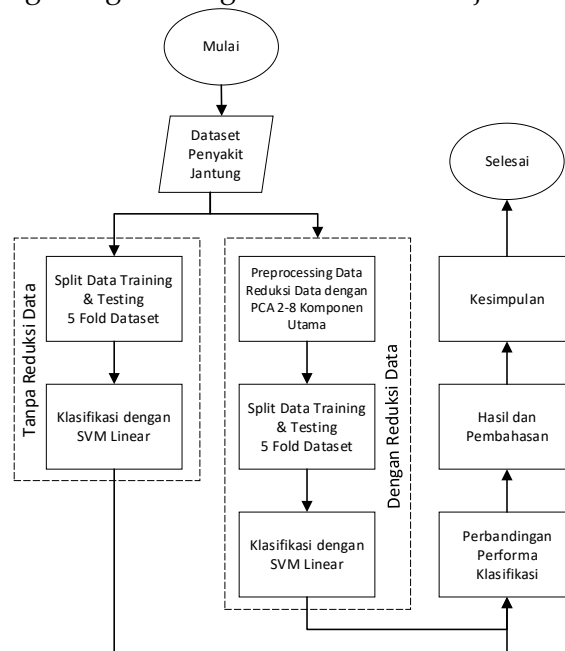 Mulai
Dataset
Penyakit
Jantung
Selesai
Tanpa Reduksi Data
Split Data Training
& Testing
5 Fold Dataset
Klasifikasi dengan
SVM Linear
Preprocessing Data
Reduksi Data dengan
PCA 2-8 Komponen
Utama
Split Data Training
& Testing
5 Fold Dataset
Klasifikasi dengan
SVM Linear
Dengan Reduksi Data
Kesimpulan
Hasil dan
Pembahasan
Perbandingan
Performa
Klasifikasi